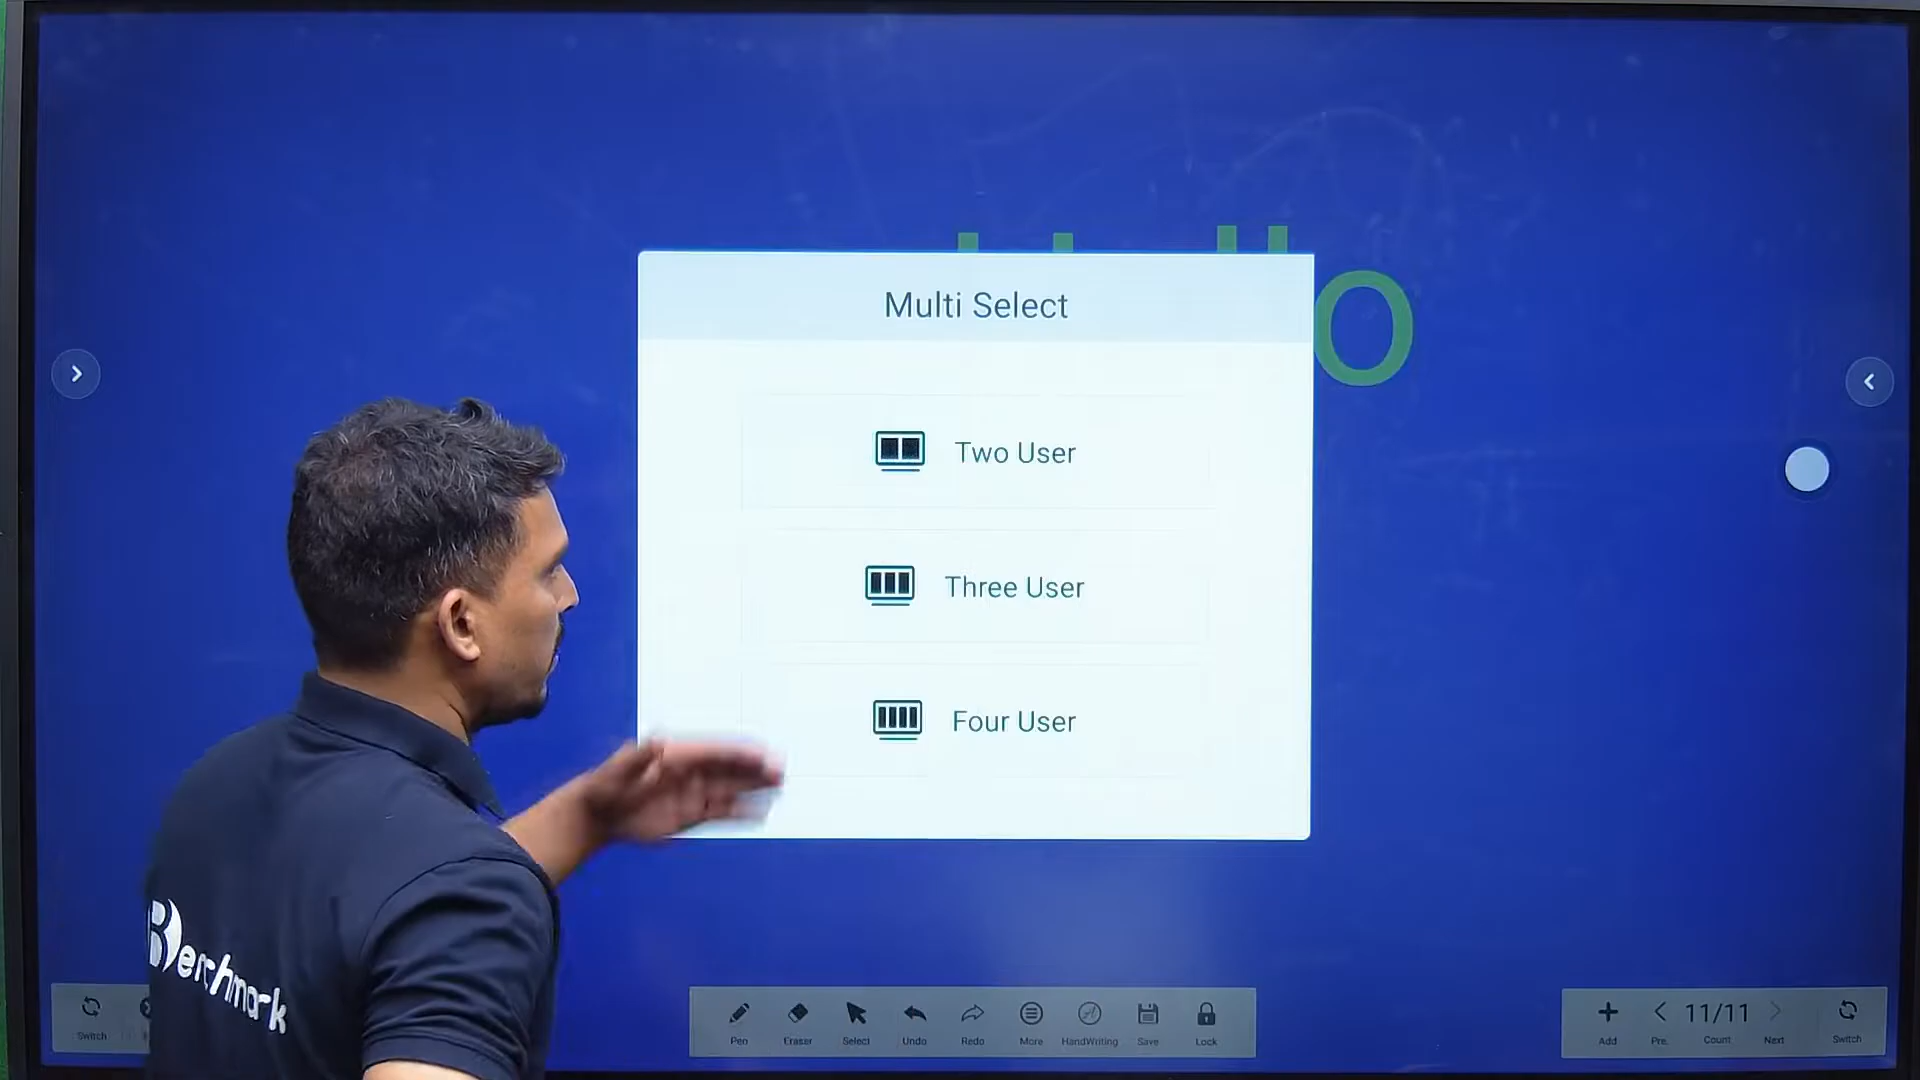 Multi Select
O
Two User
Three User
Four User
Benchmark
Switch
Pen
Eraser
Select
Undo
Redo
More
HandWriting
Save
Lock
Add
Pre.
11/11
Count
Next
Switch